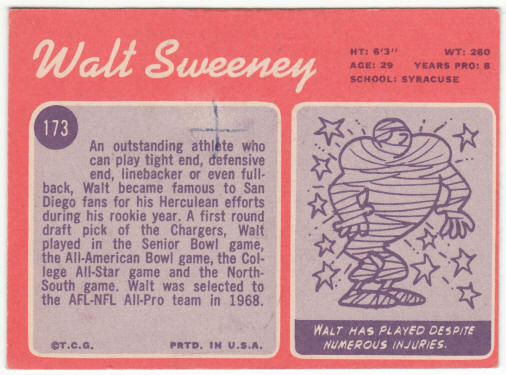 Walt Sweeney
HT: 6'3" WT: 260
AGE: 29 YEARS PRO: 8
SCHOOL: SYRACUSE
173
An outstanding athlete who
can play tight end, defensive
end, linebacker or even full-
back, Walt became famous to San
Diego fans for his Herculean efforts
during his rookie year. A first round
draft pick of the Chargers, Walt
played in the Senior Bowl game,
the All-American Bowl game, the Col-
lege All-Star game and the North-
South game. Walt was selected to
the AFL-NFL All-Pro team in 1968.
©T.C.G. PRTD. IN U.S.A.
WALT HAS PLAYED DESPITE
NUMEROUS INJURIES.